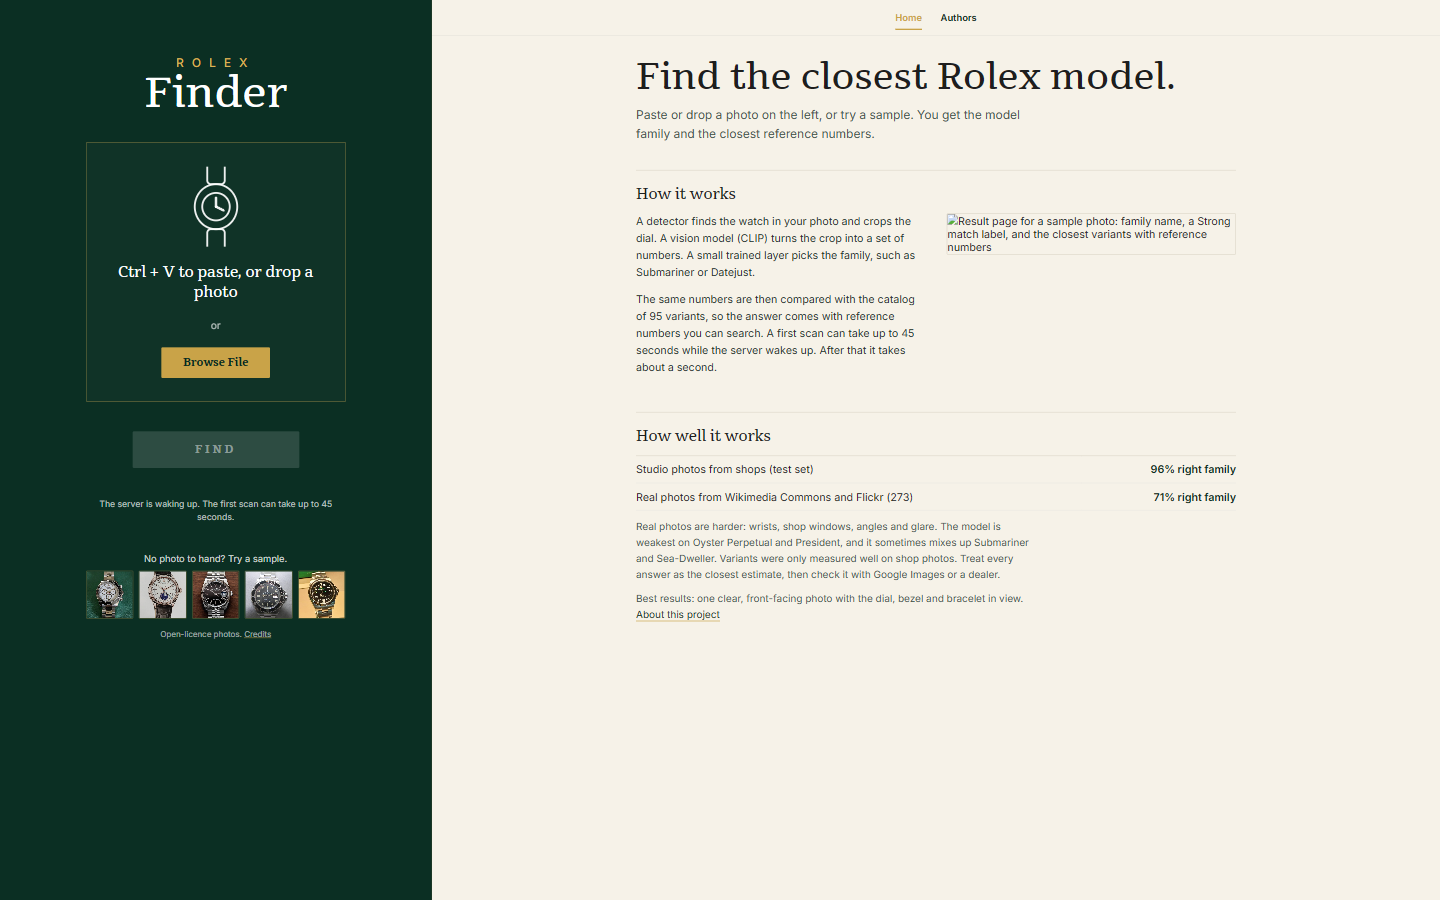 ROLEX
Finder
Ctrl + V to paste, or drop a
photo
or
Browse File
FIND
The server is waking up. The first scan can take up to 45
seconds.
No photo to hand? Try a sample.
Open-licence photos. Credits
Home
Authors
Find the closest Rolex model.
Paste or drop a photo on the left, or try a sample. You get the model
family and the closest reference numbers.
How it works
A detector finds the watch in your photo and crops the
dial. A vision model (CLIP) turns the crop into a set of
numbers. A small trained layer picks the family, such as
Submariner or Datejust.
The same numbers are then compared with the catalog
of 95 variants, so the answer comes with reference
numbers you can search. A first scan can take up to 45
seconds while the server wakes up. After that it takes
about a second.
Result page for a sample photo: family name, a Strong
match label, and the closest variants with reference
numbers
How well it works
Studio photos from shops (test set) 96% right family
Real photos from Wikimedia Commons and Flickr (273) 71% right family
Real photos are harder: wrists, shop windows, angles and glare. The model is
weakest on Oyster Perpetual and President, and it sometimes mixes up Submariner
and Sea-Dweller. Variants were only measured well on shop photos. Treat every
answer as the closest estimate, then check it with Google Images or a dealer.
Best results: one clear, front-facing photo with the dial, bezel and bracelet in view.
About this project